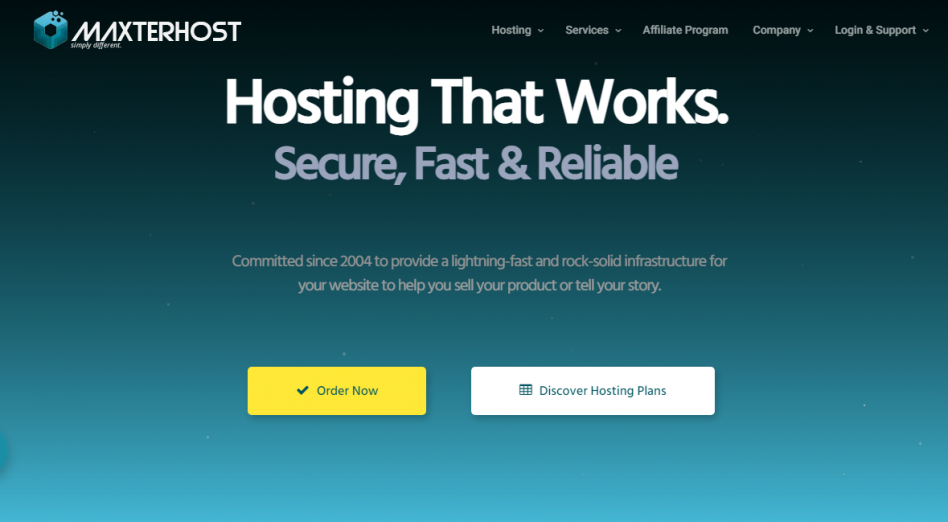 MAXTERHOST
simply different.
Hosting
Services
Affiliate Program
Company
Login & Support
Hosting That Works.
Secure, Fast & Reliable
Committed since 2004 to provide a lightning-fast and rock-solid infrastructure for
your website to help you sell your product or tell your story.
Order Now
Discover Hosting Plans